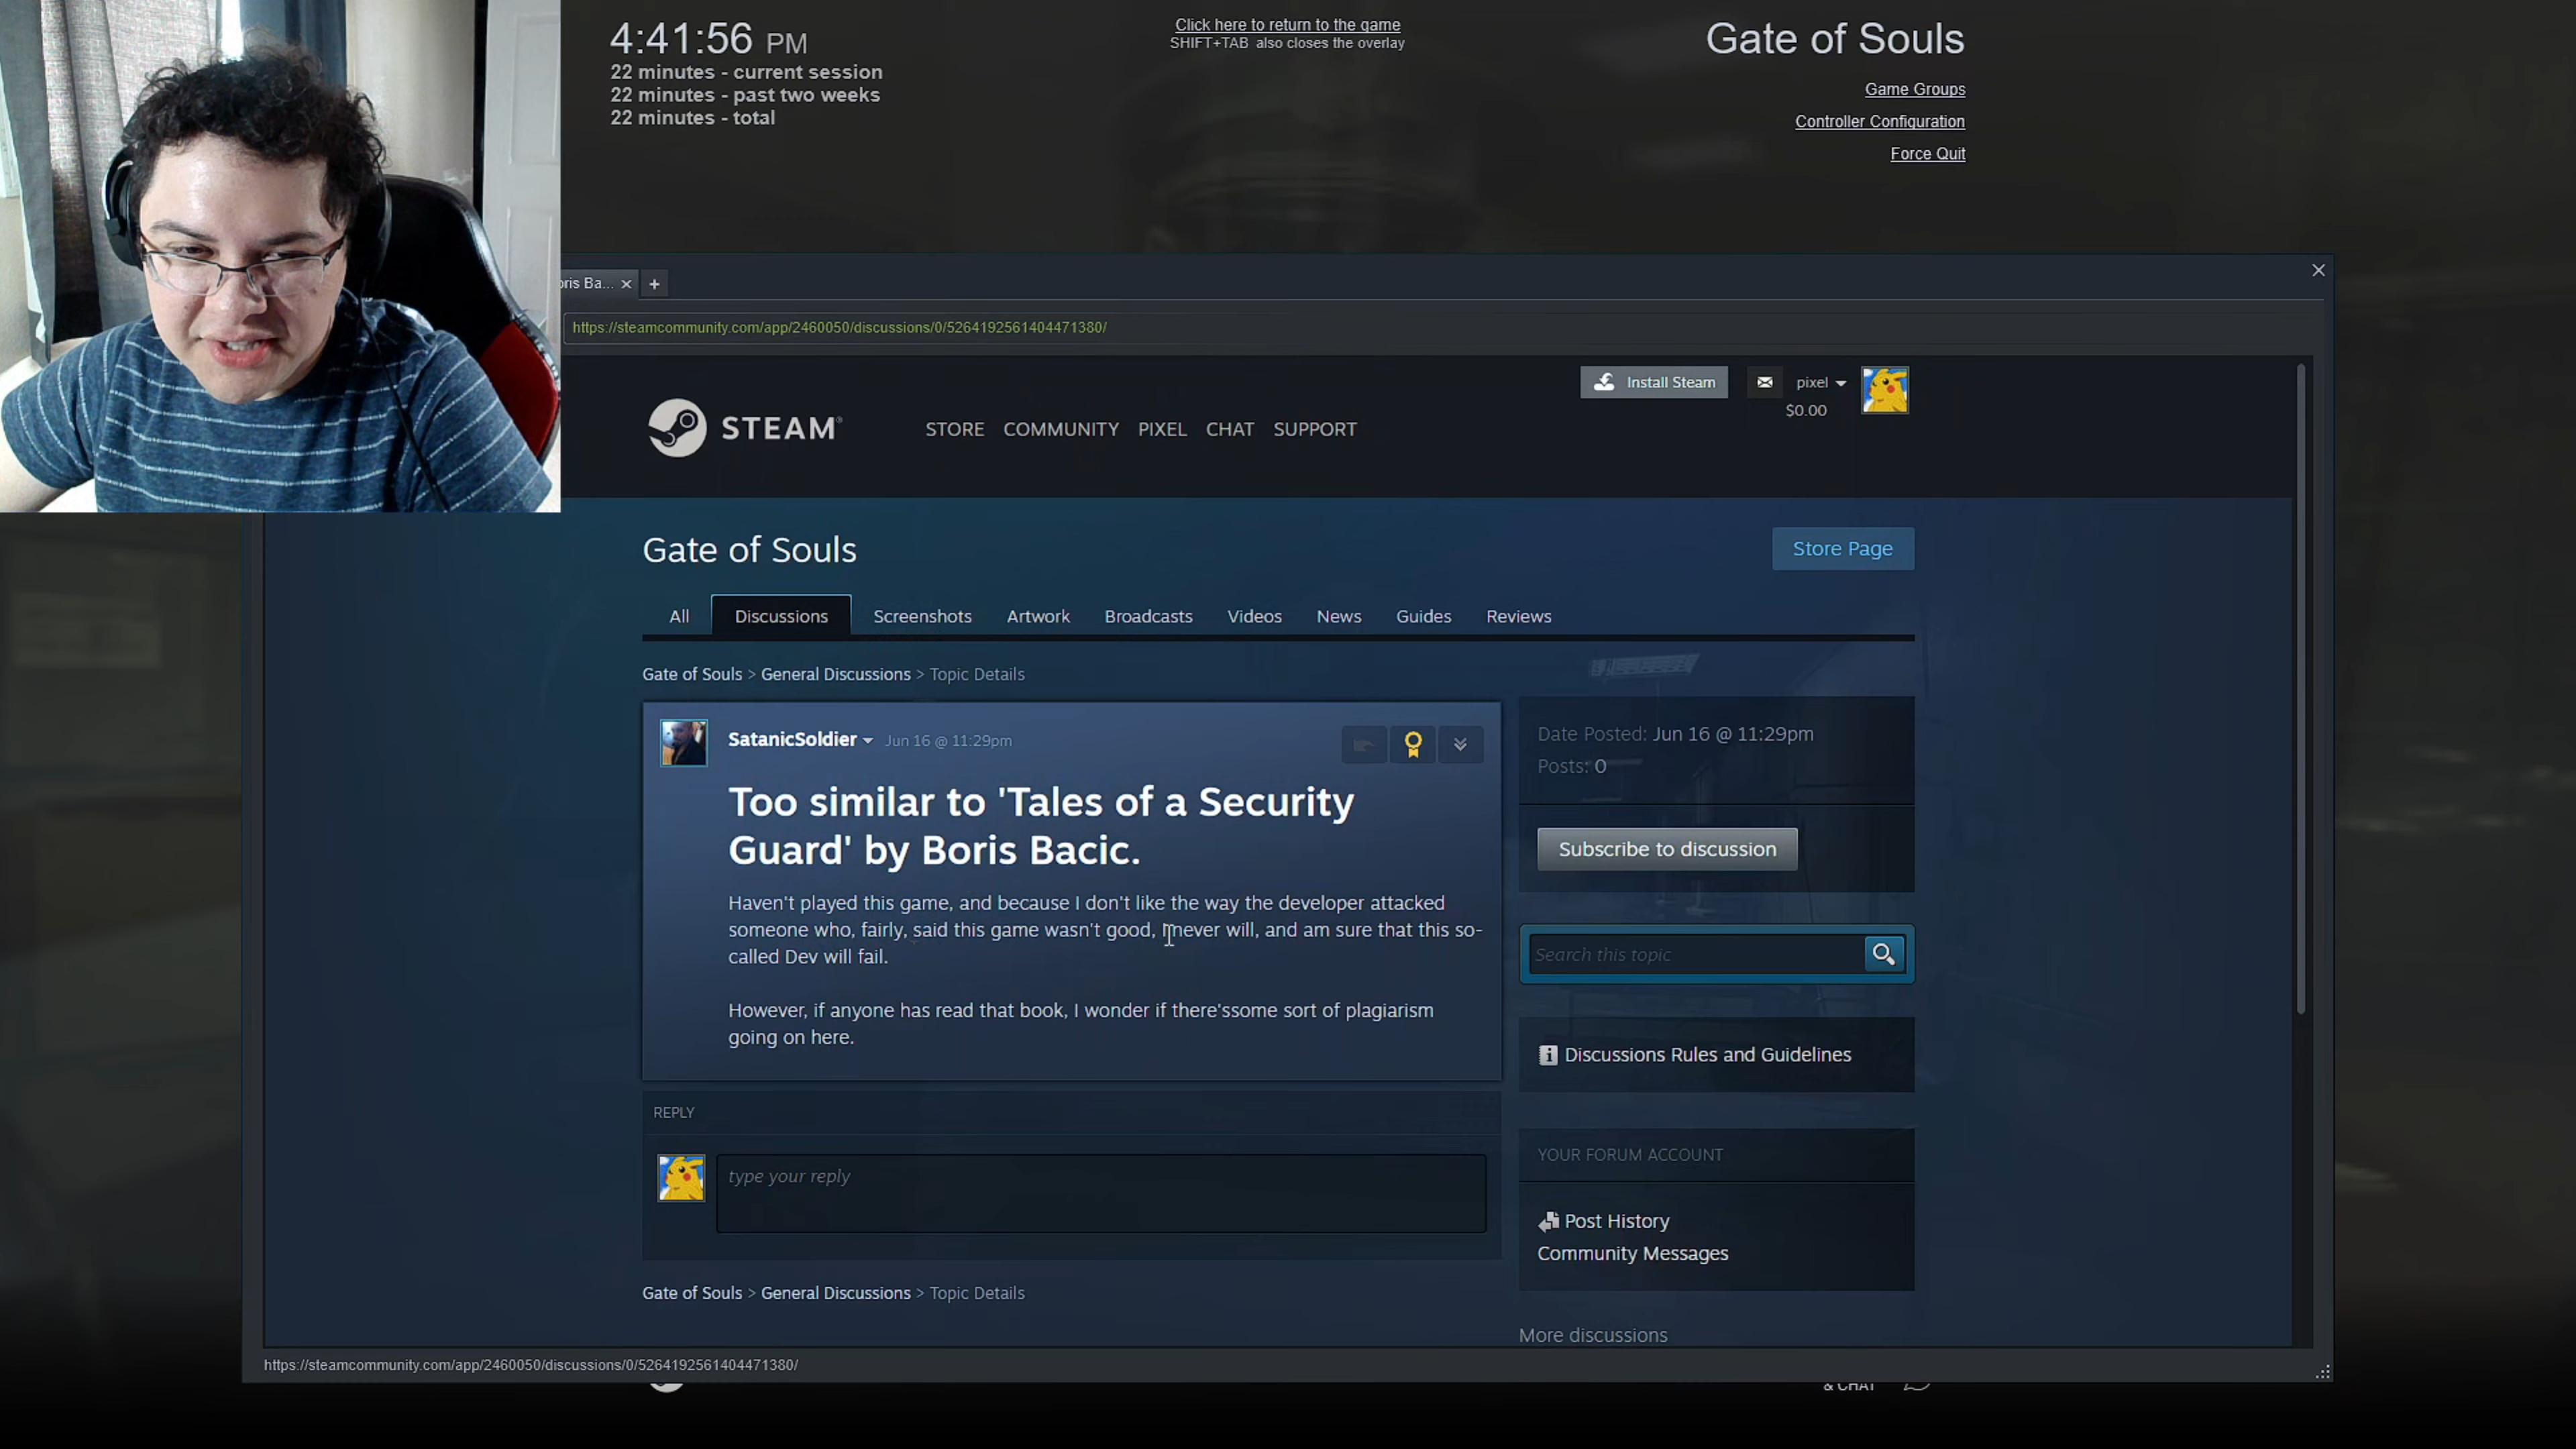 4:41:56 PM
22 minutes - current session
22 minutes - past two weeks
22 minutes - total
Click here to return to the game
SHIFT+TAB also closes the overlay
Gate of Souls
Game Groups
Controller Configuration
Force Quit
oris Ba...
https://steamcommunity.com/app/2460050/discussions/0/5264192561404471380/
Install Steam
pixel
$0.00
STEAM
STORE COMMUNITY PIXEL CHAT SUPPORT
Gate of Souls
Store Page
All Discussions Screenshots Artwork Broadcasts Videos News Guides Reviews
Gate of Souls > General Discussions > Topic Details
SatanicSoldier Jun 16 @ 11:29pm
Too similar to 'Tales of a Security
Guard' by Boris Bacic.
Haven't played this game, and because I don't like the way the developer attacked
someone who, fairly, said this game wasn't good, I never will, and am sure that this so-
called Dev will fail.
However, if anyone has read that book, I wonder if there'ssome sort of plagiarism
going on here.
Date Posted: Jun 16 @ 11:29pm
Posts: 0
Subscribe to discussion
Search this topic
Discussions Rules and Guidelines
REPLY
type your reply
YOUR FORUM ACCOUNT
Post History
Community Messages
Gate of Souls > General Discussions > Topic Details
More discussions
https://steamcommunity.com/app/2460050/discussions/0/5264192561404471380/
& CHAT